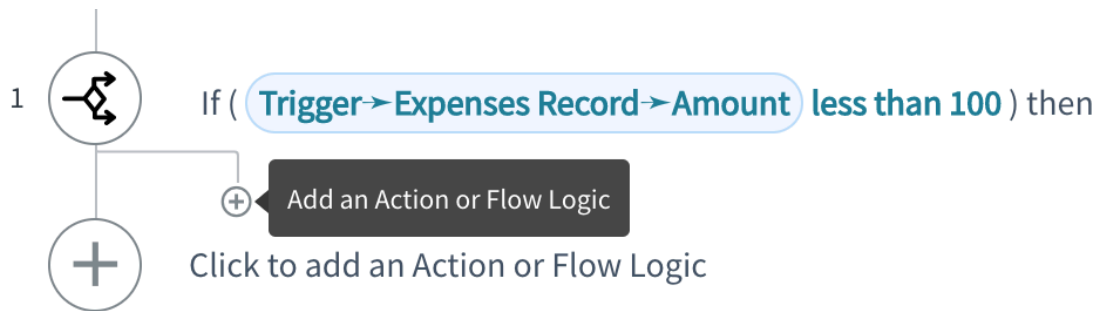 1 If ( Trigger➛Expenses Record➛Amount less than 100 ) then
Add an Action or Flow Logic
Click to add an Action or Flow Logic